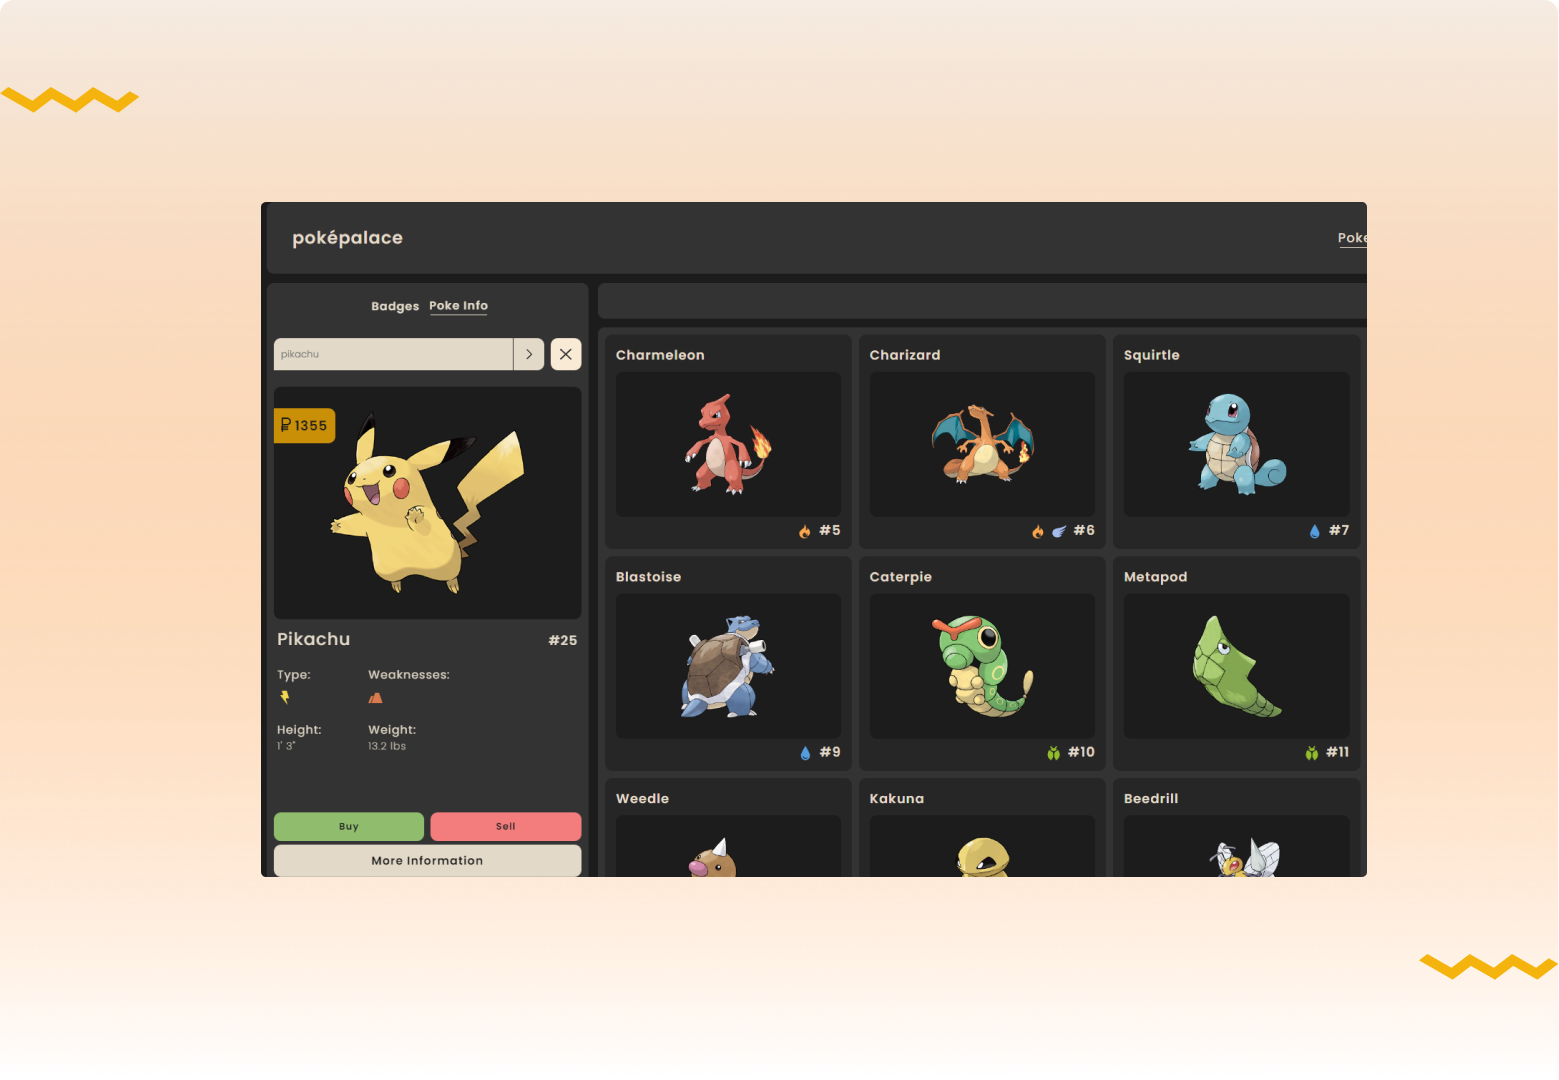 poképalace
Poke
Badges Poke Info
pikachu
₽ 1355
Pikachu #25
Type: Weaknesses:
Height: Weight:
1' 3" 13.2 lbs
Buy Sell
More Information
Charmeleon
#5
Charizard
#6
Squirtle
#7
Blastoise
#9
Caterpie
#10
Metapod
#11
Weedle
Kakuna
Beedrill